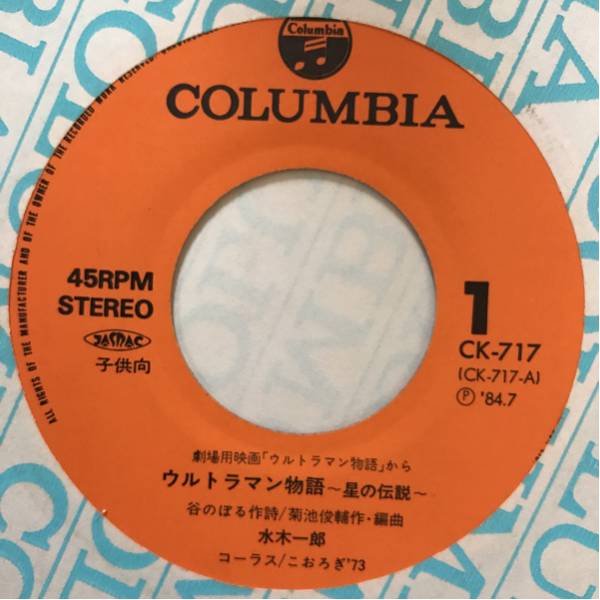 Columbia
COLUMBIA
ALL RIGHTS OF THE MANUFACTURER AND OF THE OWNER OF THE RECORDED WORK RESERVED
45RPM
STEREO
JASRAC
子供向
1
CK-717
(CK-717-A)
Ⓟ '84.7
劇場用映画「ウルトラマン物語」から
ウルトラマン物語〜星の伝説〜
谷のぼる作詩/菊池俊輔作・編曲
水木一郎
コーラス/こおろぎ'73